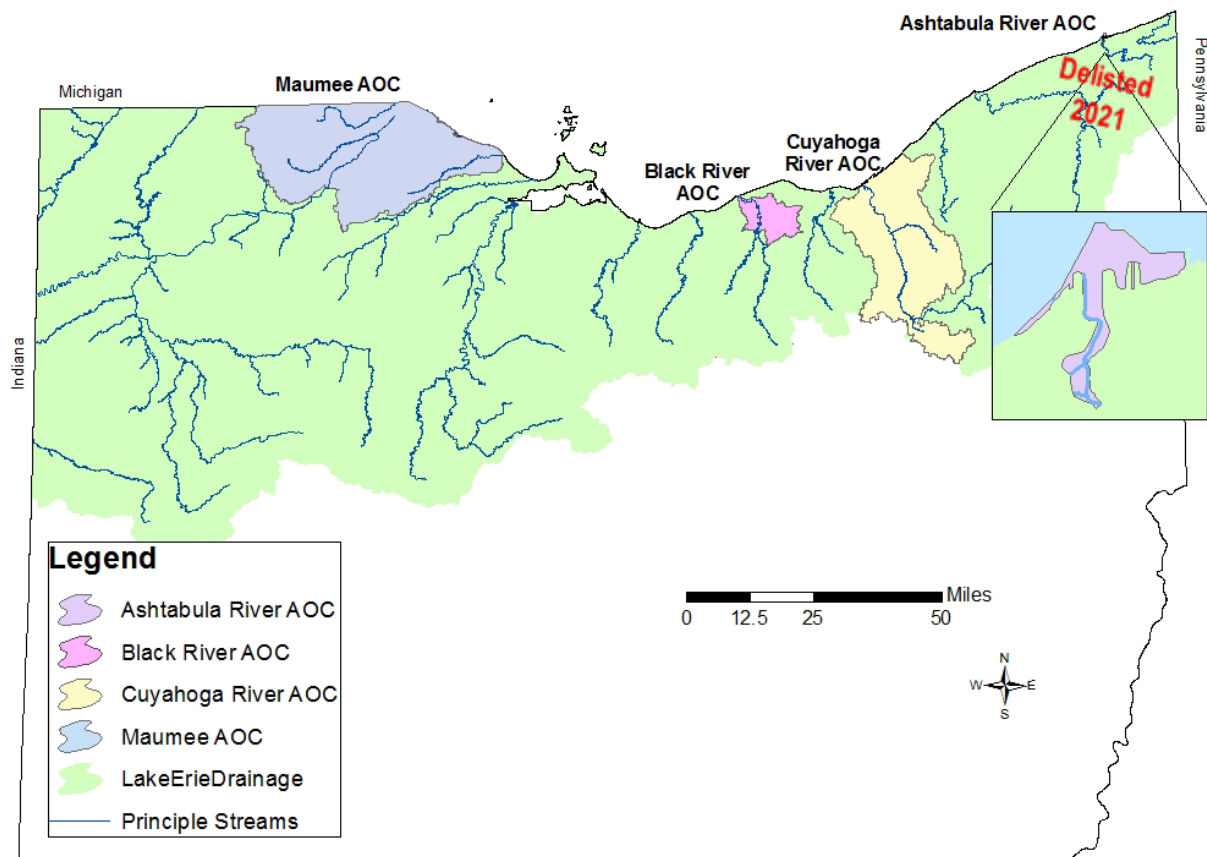 Ashtabula River AOC
Michigan
Maumee AOC
Pennsylvania
Delisted
2021
Cuyahoga
River AOC
Black River
AOC
Indiana
Legend
Ashtabula River AOC
Black River AOC
Cuyahoga River AOC
Maumee AOC
LakeErieDrainage
Principle Streams
Miles
0 12.5 25 50
N
W E
S